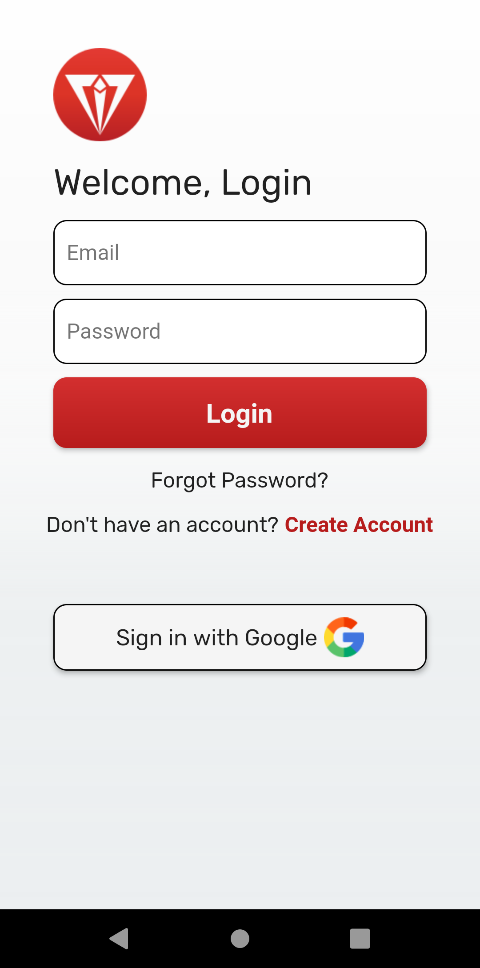 Welcome, Login
Email
Password
Login
Forgot Password?
Don't have an account? Create Account
Sign in with Google